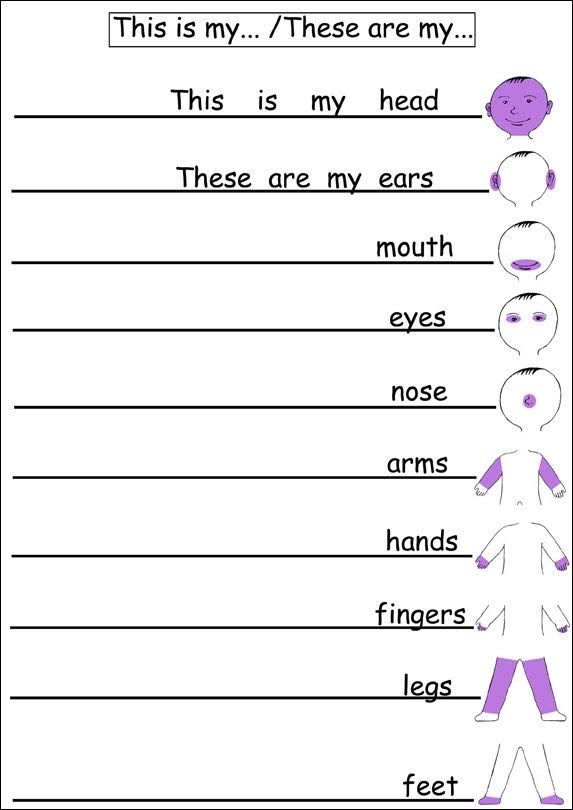 This is my... /These are my...
This is my head
These are my ears
mouth
eyes
nose
arms
hands
fingers
legs
feet